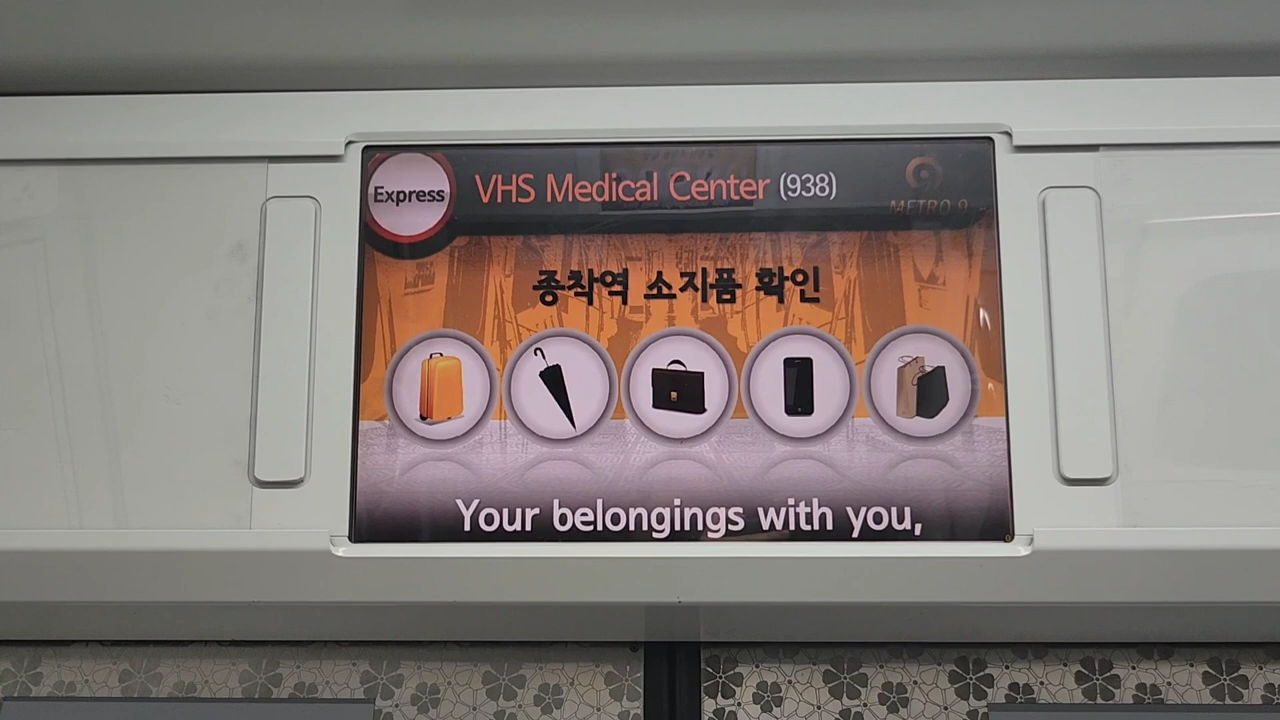 Express
VHS Medical Center (938)
METRO 9
종착역 소지품 확인
Your belongings with you,